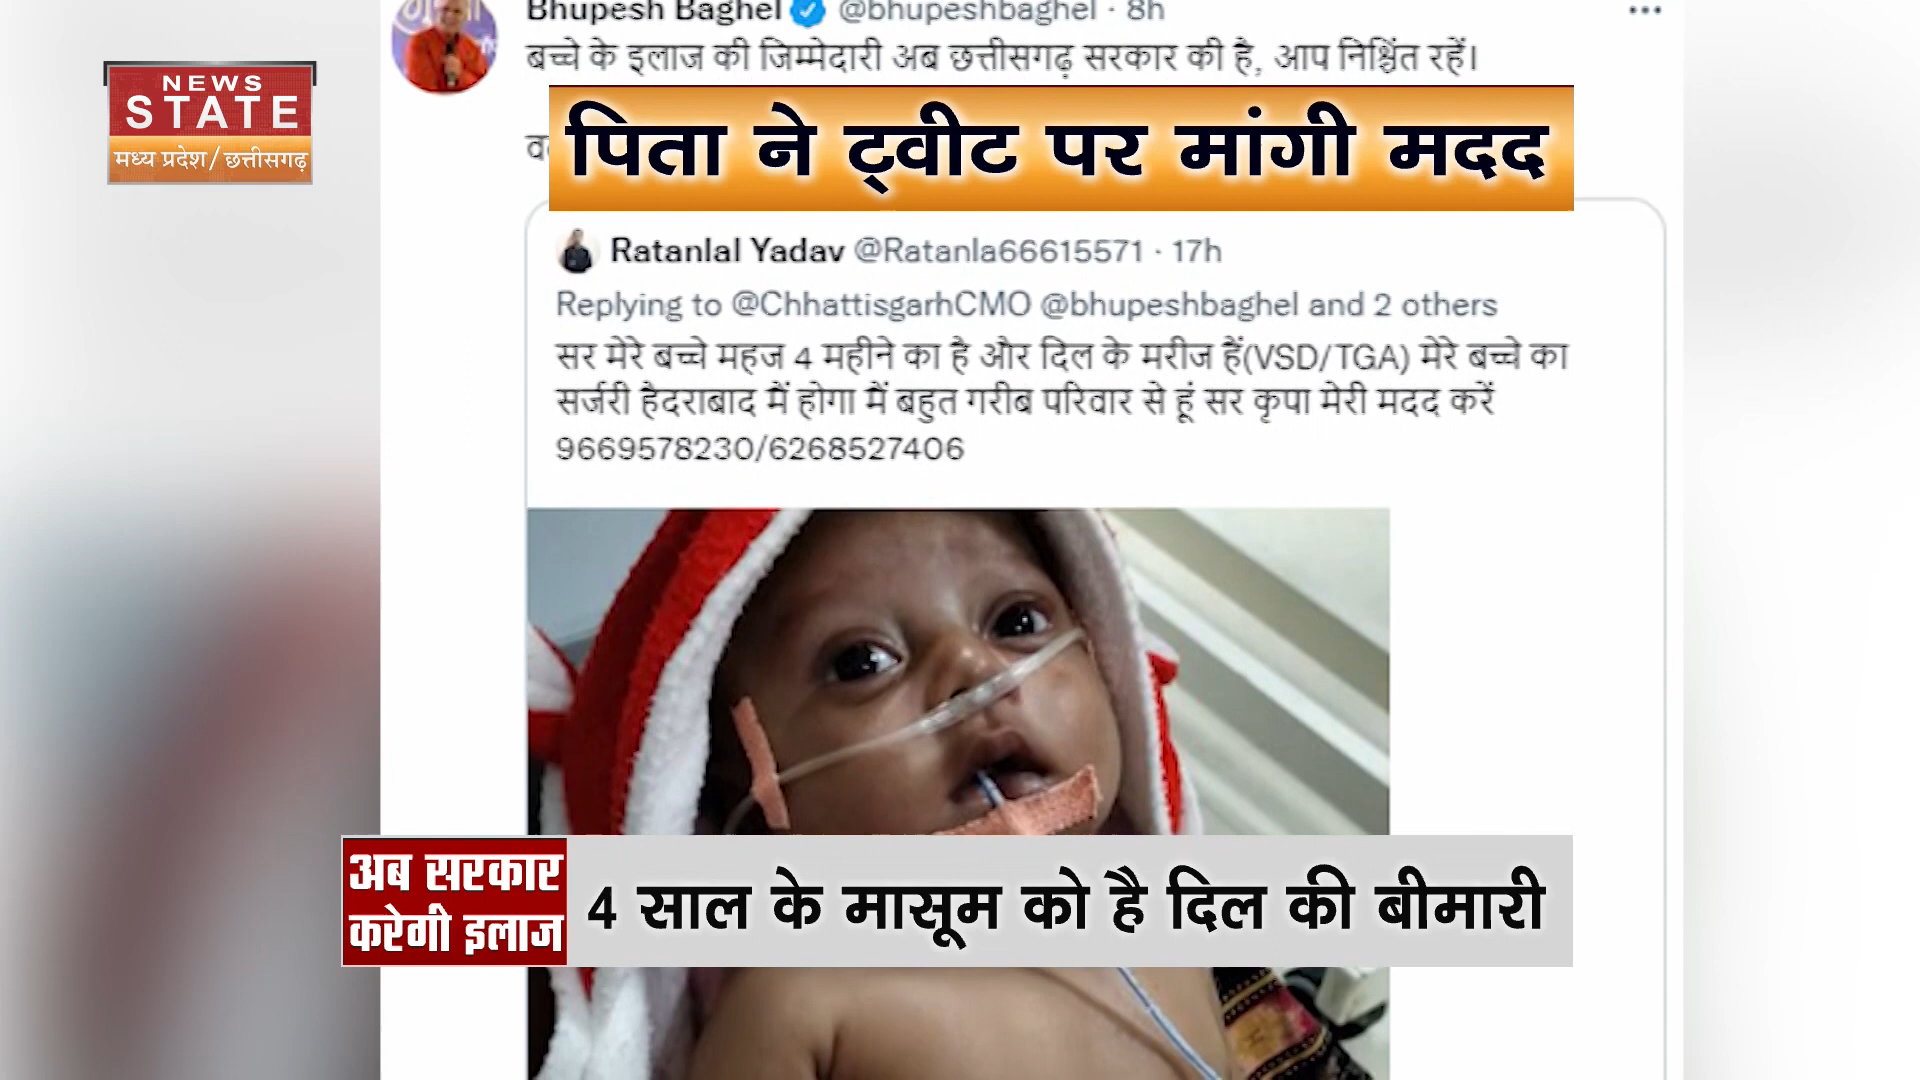 NEWS
STATE
मध्य प्रदेश/छत्तीसगढ़
Bhupesh Baghel @bhupeshbaghel · 8h
बच्चे के इलाज की जिम्मेदारी अब छत्तीसगढ़ सरकार की है, आप निश्चिंत रहें।
पिता ने ट्वीट पर मांगी मदद
Ratanlal Yadav @Ratanla66615571 · 17h
Replying to @ChhattisgarhCMO @bhupeshbaghel and 2 others
सर मेरे बच्चे महज 4 महीने का है और दिल के मरीज हैं(VSD/TGA) मेरे बच्चे का
सर्जरी हैदराबाद मैं होगा मैं बहुत गरीब परिवार से हूं सर कृपा मेरी मदद करें
9669578230/6268527406
अब सरकार
करेगी इलाज
4 साल के मासूम को है दिल की बीमारी